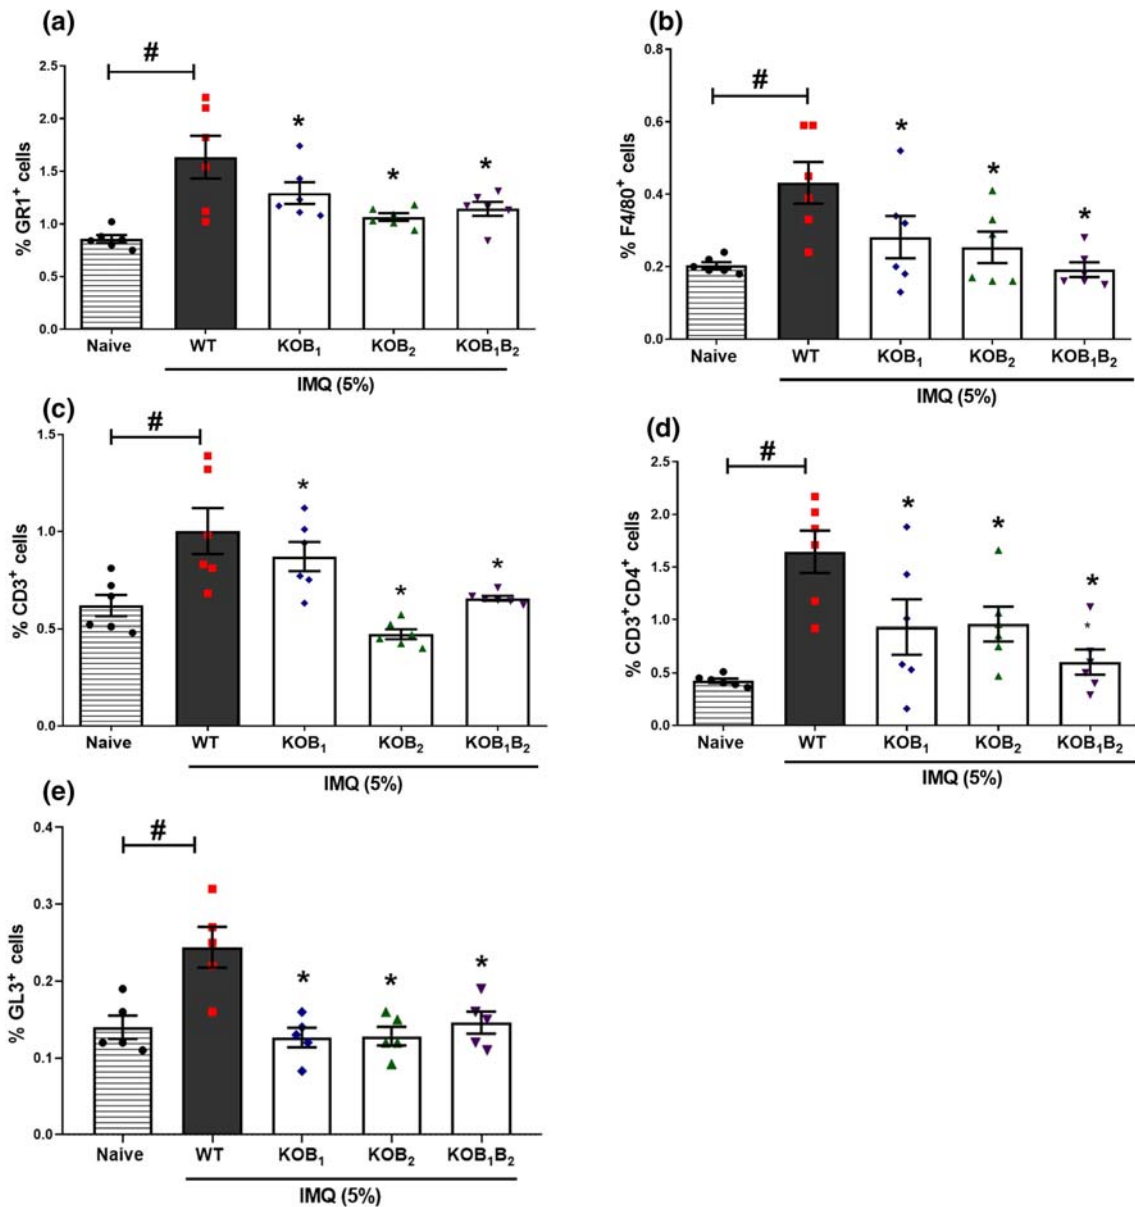 (a)
#
% GR1⁺ cells
2.5
2.0
1.5
1.0
0.5
0.0
*
*
*
Naive WT KOB₁ KOB₂ KOB₁B₂
IMQ (5%)
(b)
#
% F4/80⁺ cells
0.8
0.6
0.4
0.2
0.0
*
*
*
Naive WT KOB₁ KOB₂ KOB₁B₂
IMQ (5%)
(c)
#
% CD3⁺ cells
1.5
1.0
0.5
0.0
*
*
*
Naive WT KOB₁ KOB₂ KOB₁B₂
IMQ (5%)
(d)
#
% CD3⁺CD4⁺ cells
2.5
2.0
1.5
1.0
0.5
0.0
*
*
*
*
Naive WT KOB₁ KOB₂ KOB₁B₂
IMQ (5%)
(e)
#
% GL3⁺ cells
0.4
0.3
0.2
0.1
0.0
*
*
*
Naive WT KOB₁ KOB₂ KOB₁B₂
IMQ (5%)